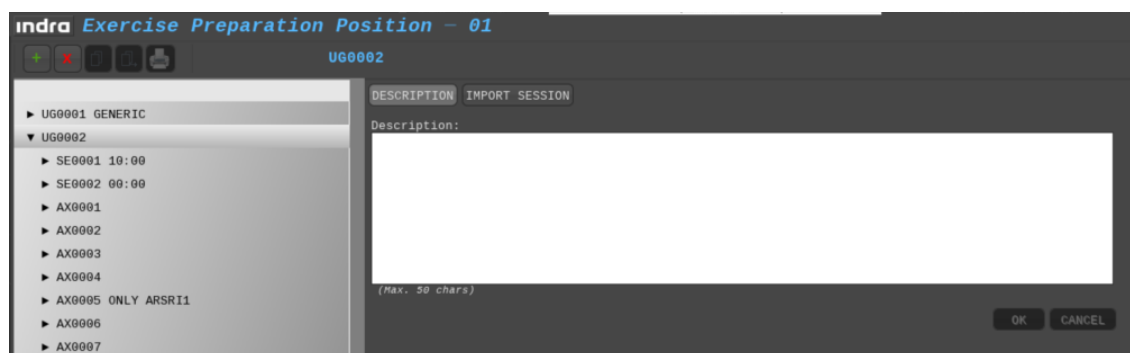 indra Exercise Preparation Position — 01
UG0002
DESCRIPTION IMPORT SESSION
UG0001 GENERIC
UG0002
SE0001 10:00
SE0002 00:00
AX0001
AX0002
AX0003
AX0004
AX0005 ONLY ARSRI1
AX0006
AX0007
Description:
(Max. 50 chars)
OK CANCEL